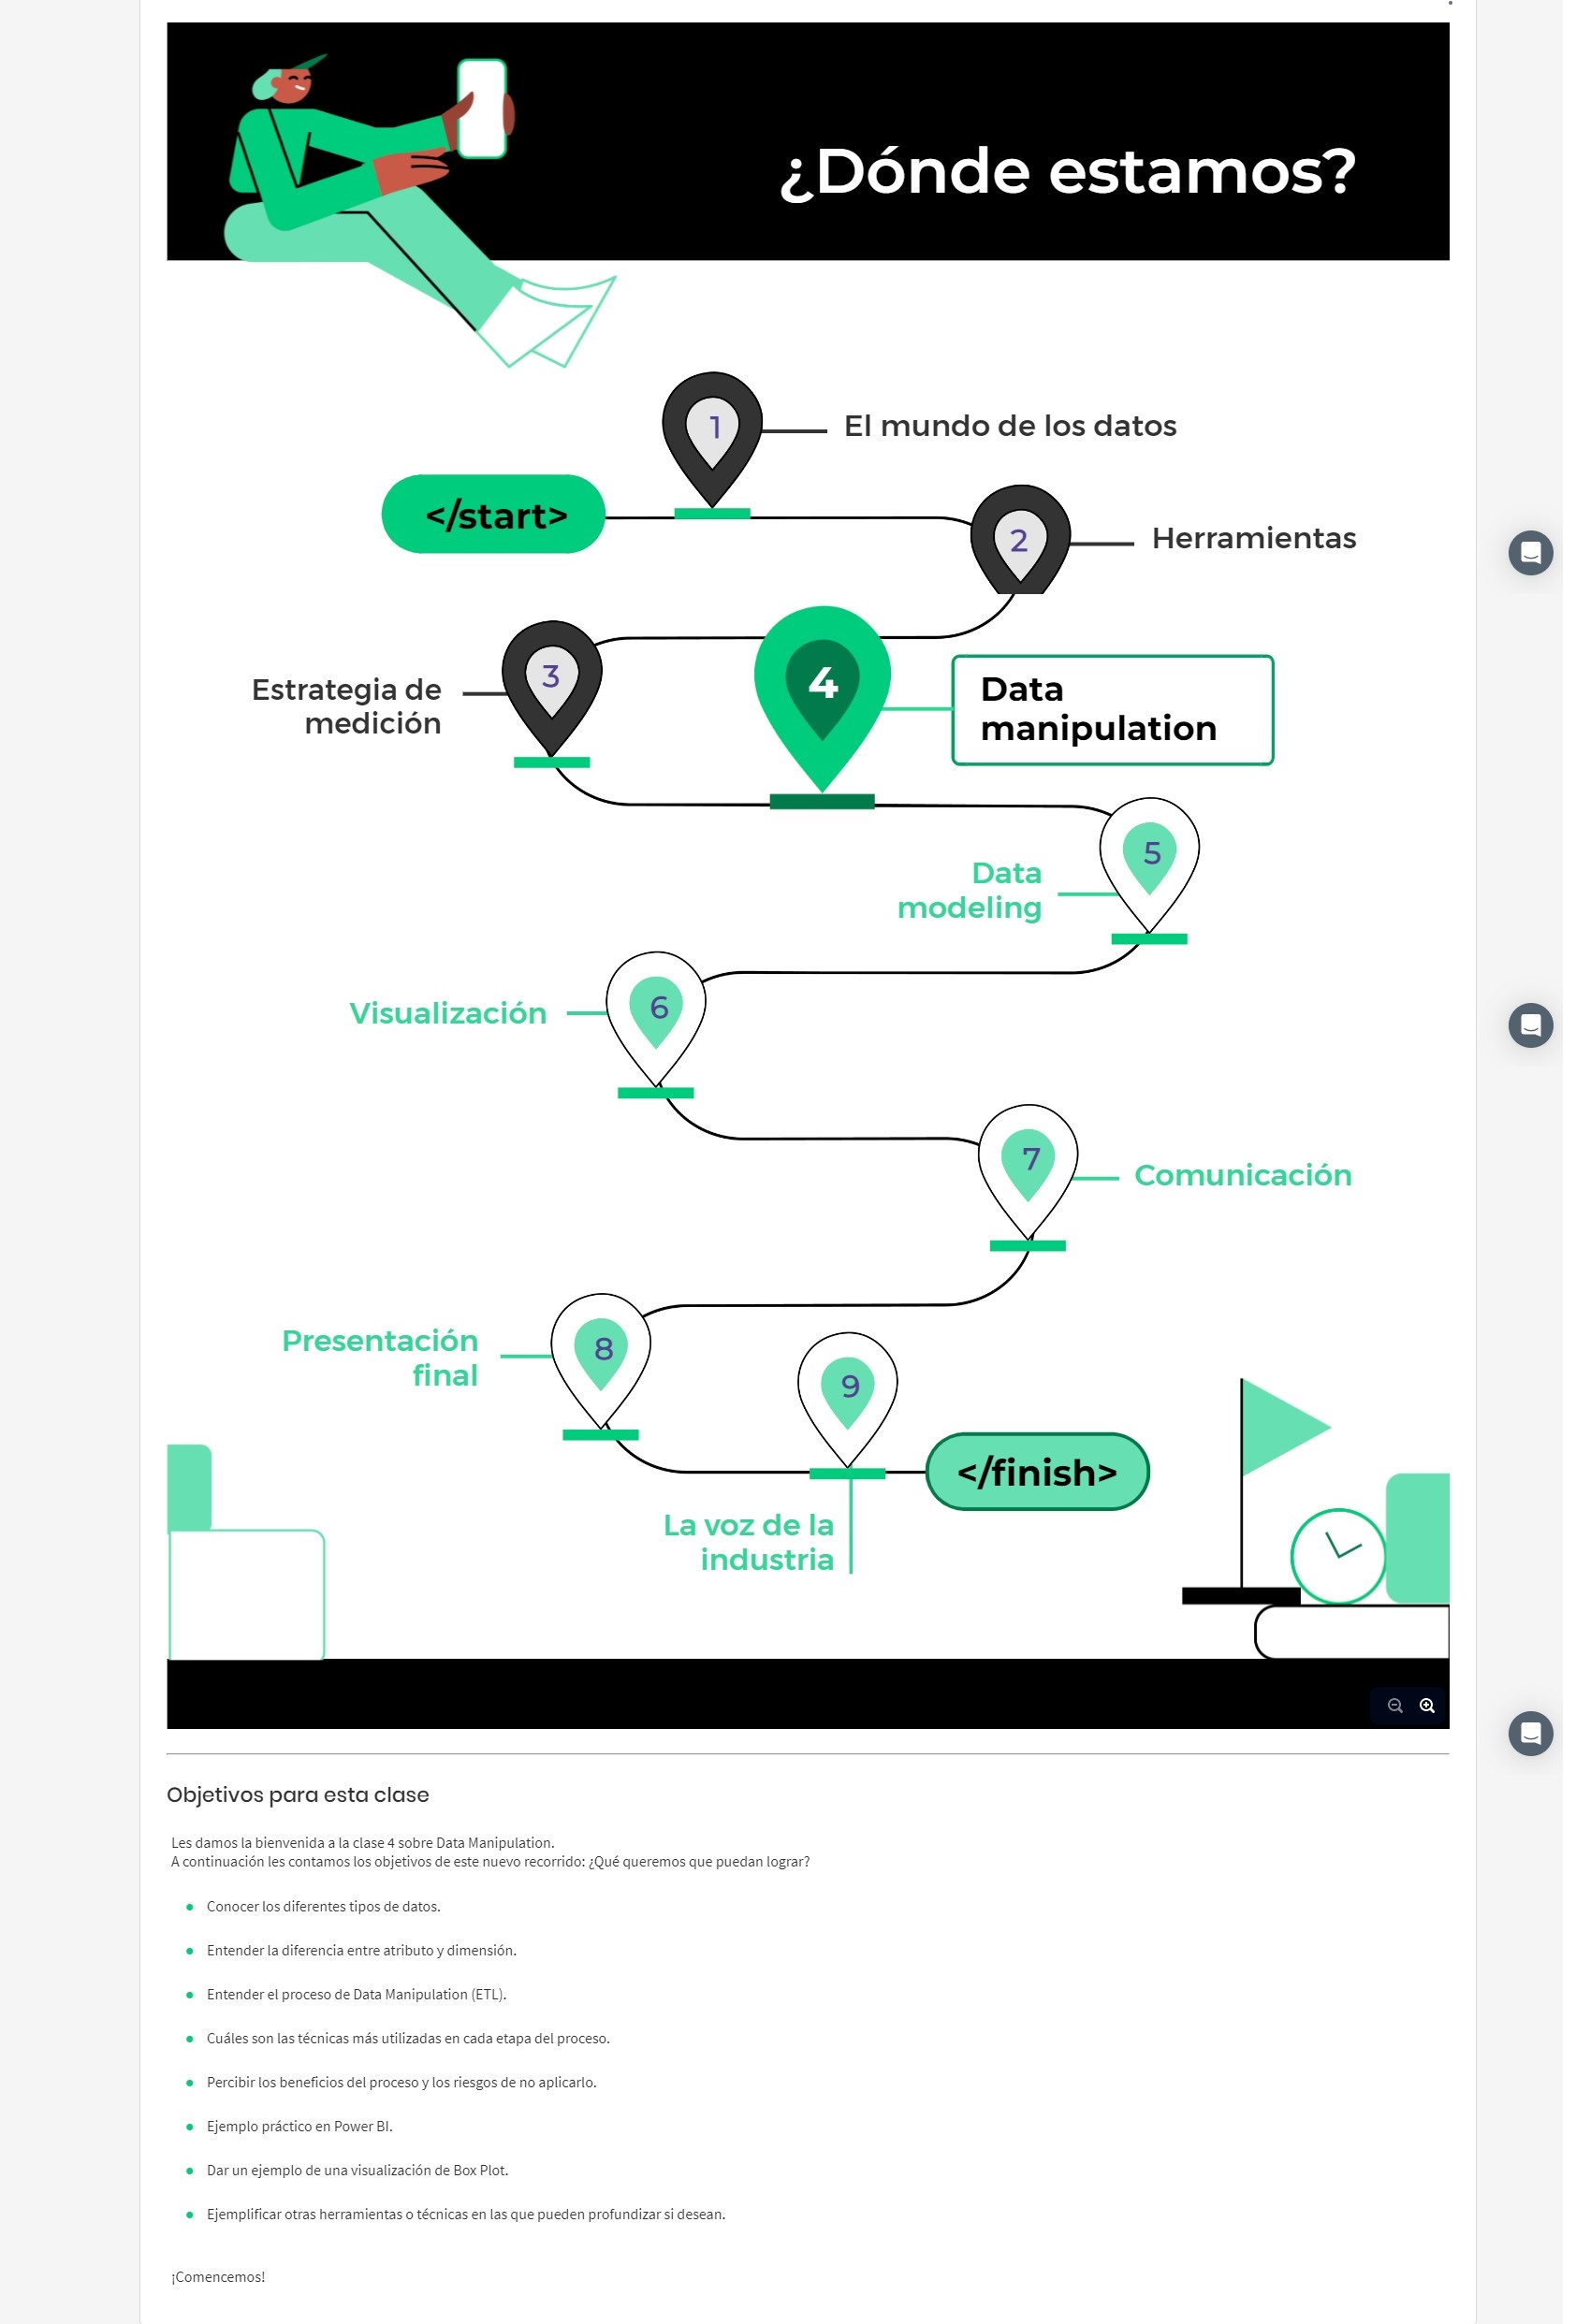 ¿Dónde estamos?
1
El mundo de los datos
</start>
2
Herramientas
3
Estrategia de
medición
4
Data
manipulation
5
Data
modeling
6
Visualización
7
Comunicación
8
Presentación
final
9
</finish>
La voz de la
industria
Objetivos para esta clase
Les damos la bienvenida a la clase 4 sobre Data Manipulation.
A continuación les contamos los objetivos de este nuevo recorrido: ¿Qué queremos que puedan lograr?
Conocer los diferentes tipos de datos.
Entender la diferencia entre atributo y dimensión.
Entender el proceso de Data Manipulation (ETL).
Cuáles son las técnicas más utilizadas en cada etapa del proceso.
Percibir los beneficios del proceso y los riesgos de no aplicarlo.
Ejemplo práctico en Power BI.
Dar un ejemplo de una visualización de Box Plot.
Ejemplificar otras herramientas o técnicas en las que pueden profundizar si desean.
¡Comencemos!